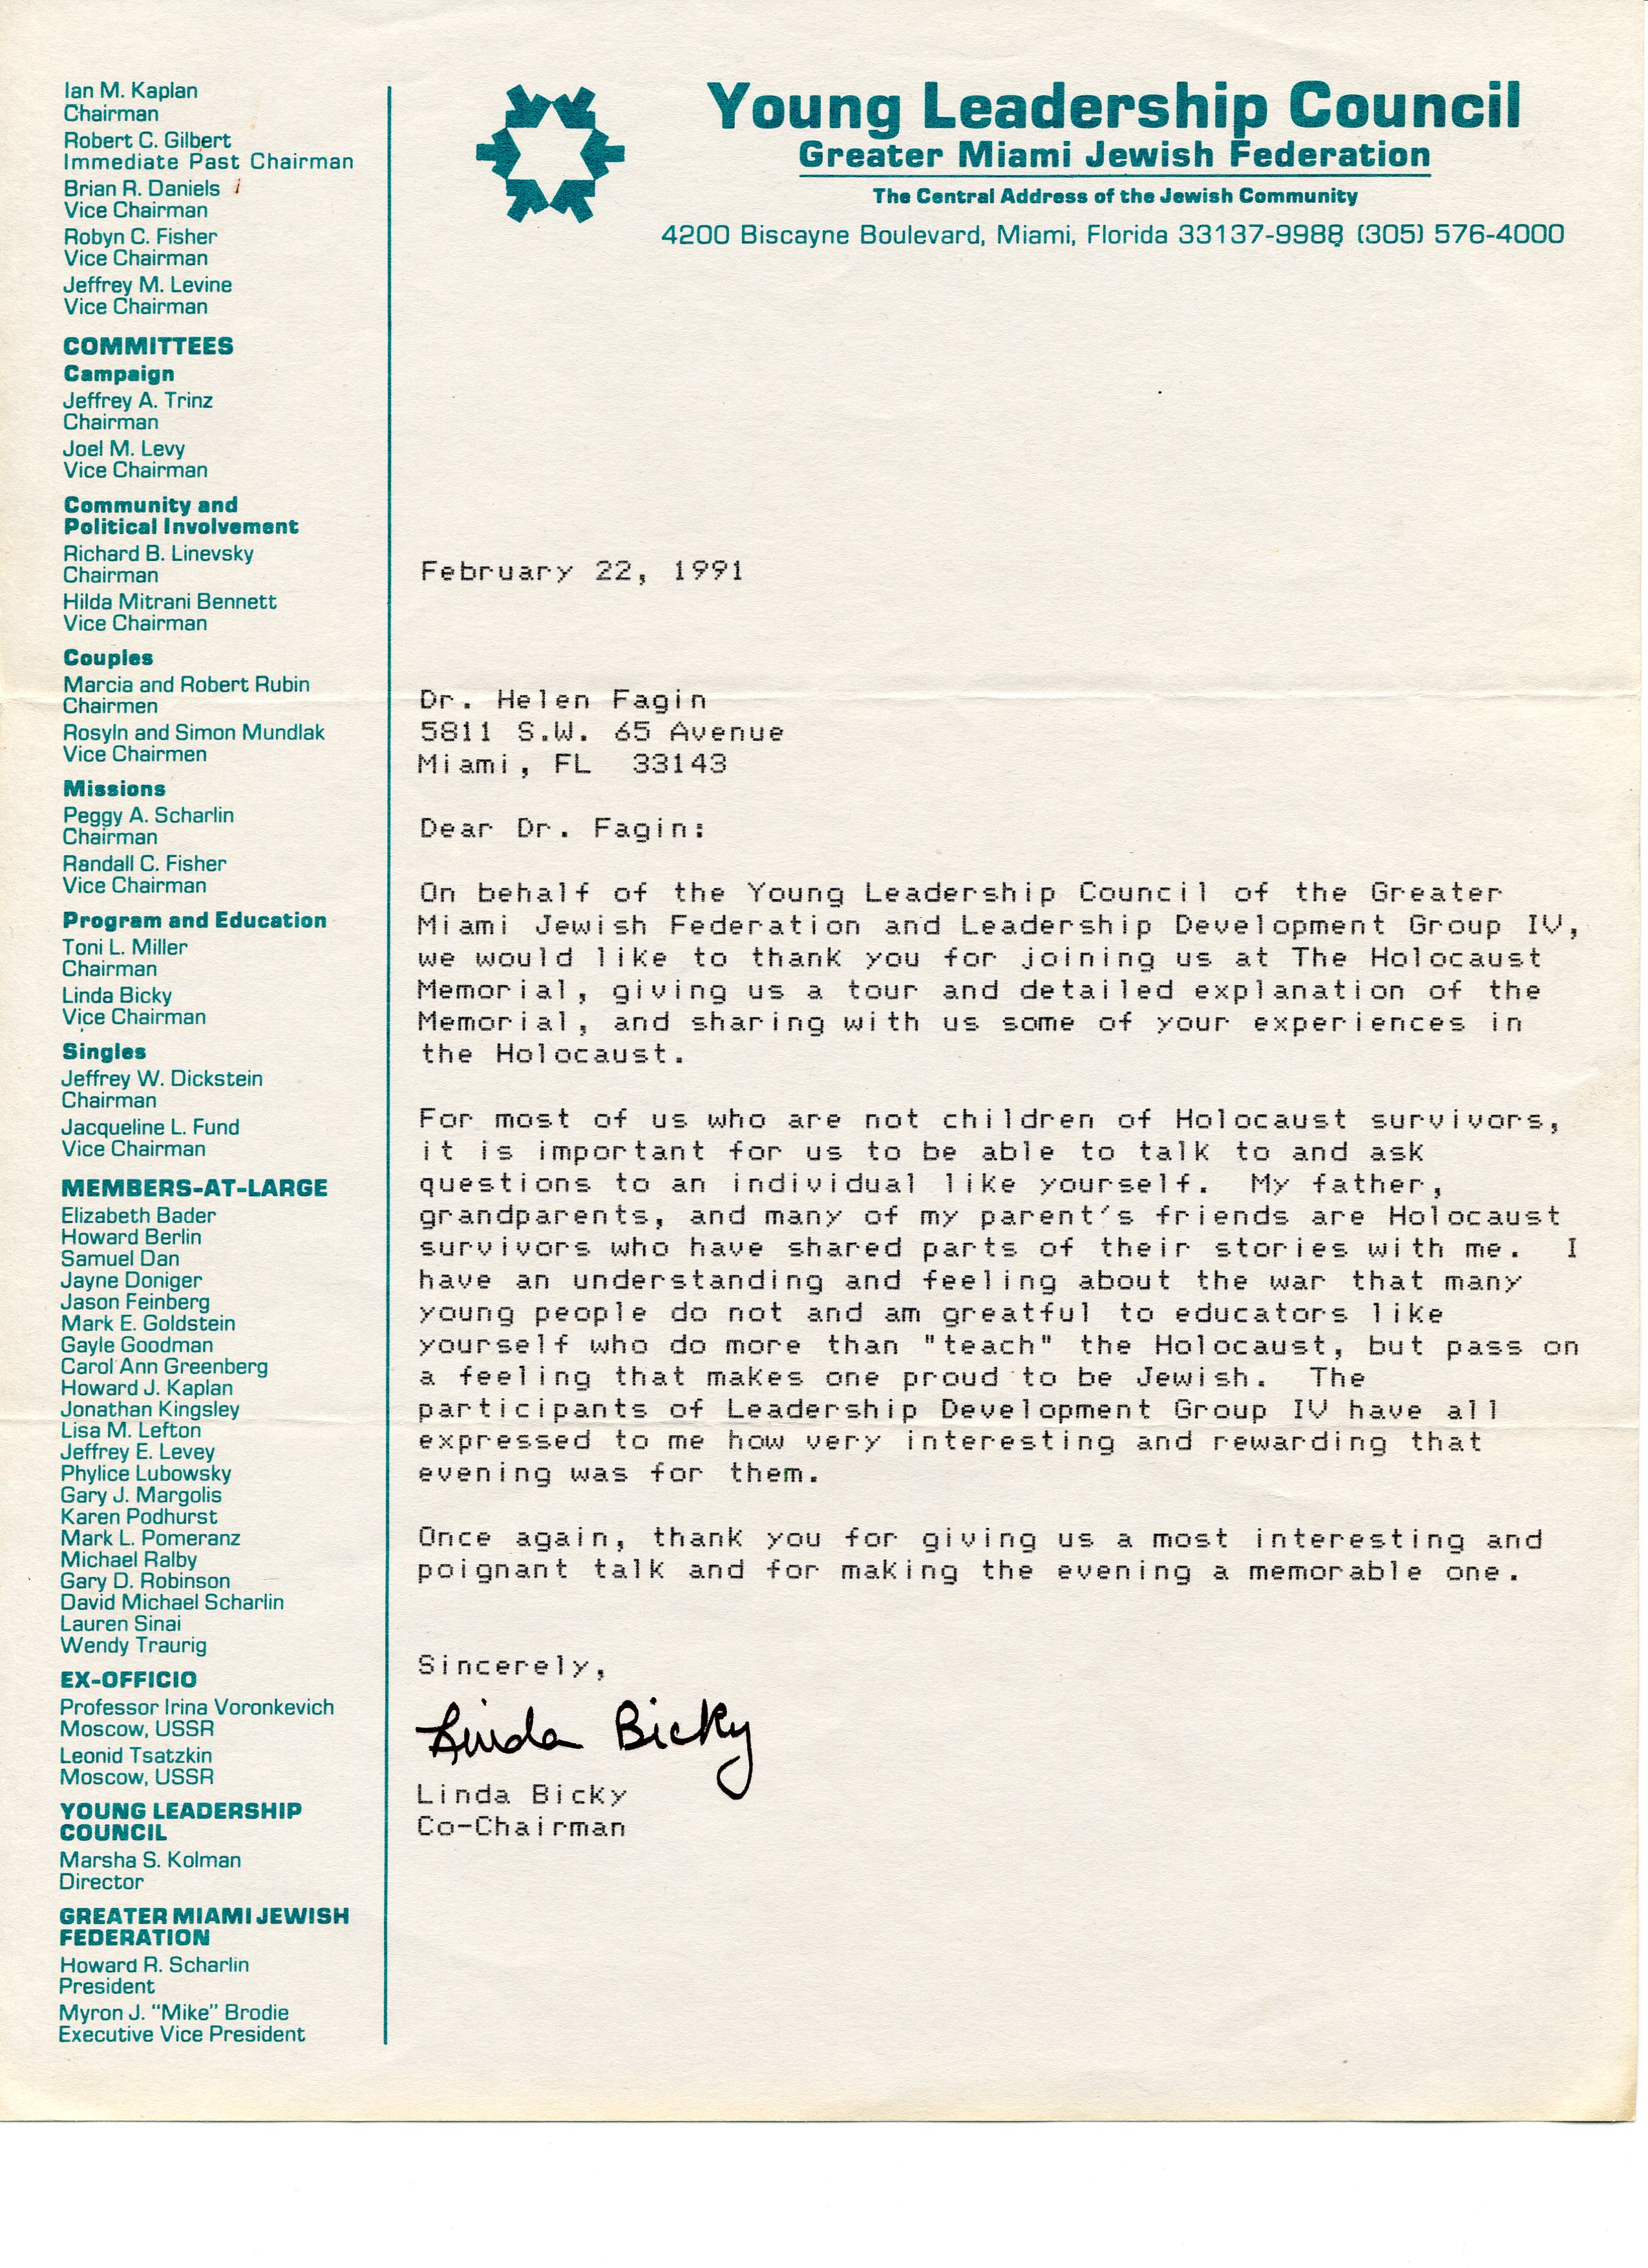 Ian M. Kaplan
Chairman
Robert C. Gilbert
Immediate Past Chairman
Brian R. Daniels
Vice Chairman
Robyn C. Fisher
Vice Chairman
Jeffrey M. Levine
Vice Chairman
COMMITTEES
Campaign
Jeffrey A. Trinz
Chairman
Joel M. Levy
Vice Chairman
Community and
Political Involvement
Richard B. Linevsky
Chairman
Hilda Mitrani Bennett
Vice Chairman
Couples
Marcia and Robert Rubin
Chairmen
Rosyln and Simon Mundlak
Vice Chairmen
Missions
Peggy A. Scharlin
Chairman
Randall C. Fisher
Vice Chairman
Program and Education
Toni L. Miller
Chairman
Linda Bicky
Vice Chairman
Singles
Jeffrey W. Dickstein
Chairman
Jacqueline L. Fund
Vice Chairman
MEMBERS-AT-LARGE
Elizabeth Bader
Howard Berlin
Samuel Dan
Jayne Doniger
Jason Feinberg
Mark E. Goldstein
Gayle Goodman
Carol Ann Greenberg
Howard J. Kaplan
Jonathan Kingsley
Lisa M. Lefton
Jeffrey E. Levey
Phylice Lubowsky
Gary J. Margolis
Karen Podhurst
Mark L. Pomeranz
Michael Ralby
Gary D. Robinson
David Michael Scharlin
Lauren Sinai
Wendy Traurig
EX-OFFICIO
Professor Irina Voronkevich
Moscow, USSR
Leonid Tsatzkin
Moscow, USSR
YOUNG LEADERSHIP
COUNCIL
Marsha S. Kolman
Director
GREATER MIAMI JEWISH
FEDERATION
Howard R. Scharlin
President
Myron J. "Mike" Brodie
Executive Vice President
Young Leadership Council
Greater Miami Jewish Federation
The Central Address of the Jewish Community
4200 Biscayne Boulevard, Miami, Florida 33137-9988 (305) 576-4000
February 22, 1991
Dr. Helen Fagin
5811 S.W. 65 Avenue
Miami, FL  33143
Dear Dr. Fagin:
On behalf of the Young Leadership Council of the Greater
Miami Jewish Federation and Leadership Development Group IV,
we would like to thank you for joining us at The Holocaust
Memorial, giving us a tour and detailed explanation of the
Memorial, and sharing with us some of your experiences in
the Holocaust.
For most of us who are not children of Holocaust survivors,
it is important for us to be able to talk to and ask
questions to an individual like yourself.  My father,
grandparents, and many of my parent's friends are Holocaust
survivors who have shared parts of their stories with me.  I
have an understanding and feeling about the war that many
young people do not and am greatful to educators like
yourself who do more than "teach" the Holocaust, but pass on
a feeling that makes one proud to be Jewish.  The
participants of Leadership Development Group IV have all
expressed to me how very interesting and rewarding that
evening was for them.
Once again, thank you for giving us a most interesting and
poignant talk and for making the evening a memorable one.
Sincerely,
Linda Bicky
Linda Bicky
Co-Chairman